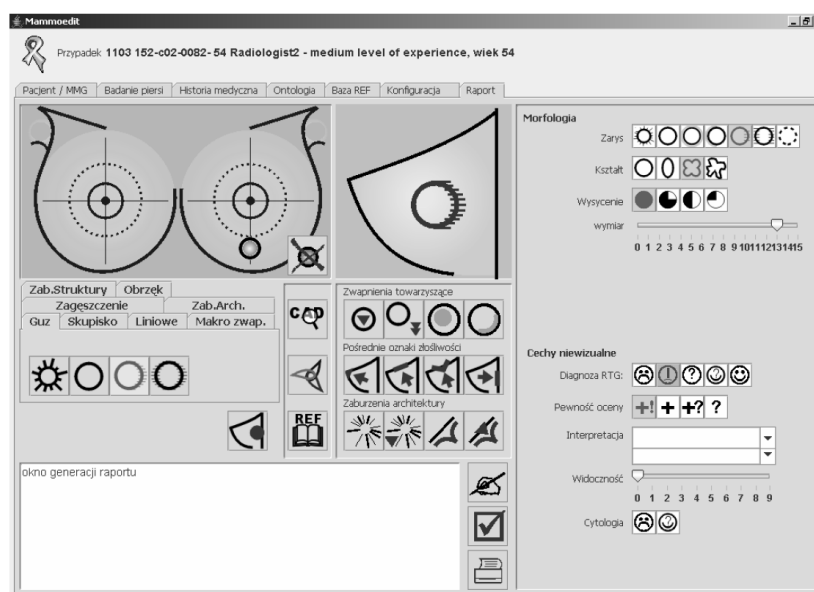 Mammoedit
Przypadek 1103 152-c02-0082- 54 Radiologist2 - medium level of experience, wiek 54
Pacjent / MMG Badanie piersi Historia medyczna Ontologia Baza REF Konfiguracja Raport
Morfologia
Zarys
Kształt
Wysycenie
wymiar
0 1 2 3 4 5 6 7 8 9 10 11 12 13 14 15
Zab.Struktury Obrzęk
Zagęszczenie Zab.Arch.
Guz Skupisko Liniowe Makro zwap.
CAD
REF
Zwapnienia towarzyszące
Pośrednie oznaki złośliwości
Zaburzenia architektury
Cechy niewizualne
Diagnoza RTG:
! ? ?
Pewność oceny
+! + +? ?
Interpretacja
Widoczność
0 1 2 3 4 5 6 7 8 9
Cytologia
?
okno generacji raportu